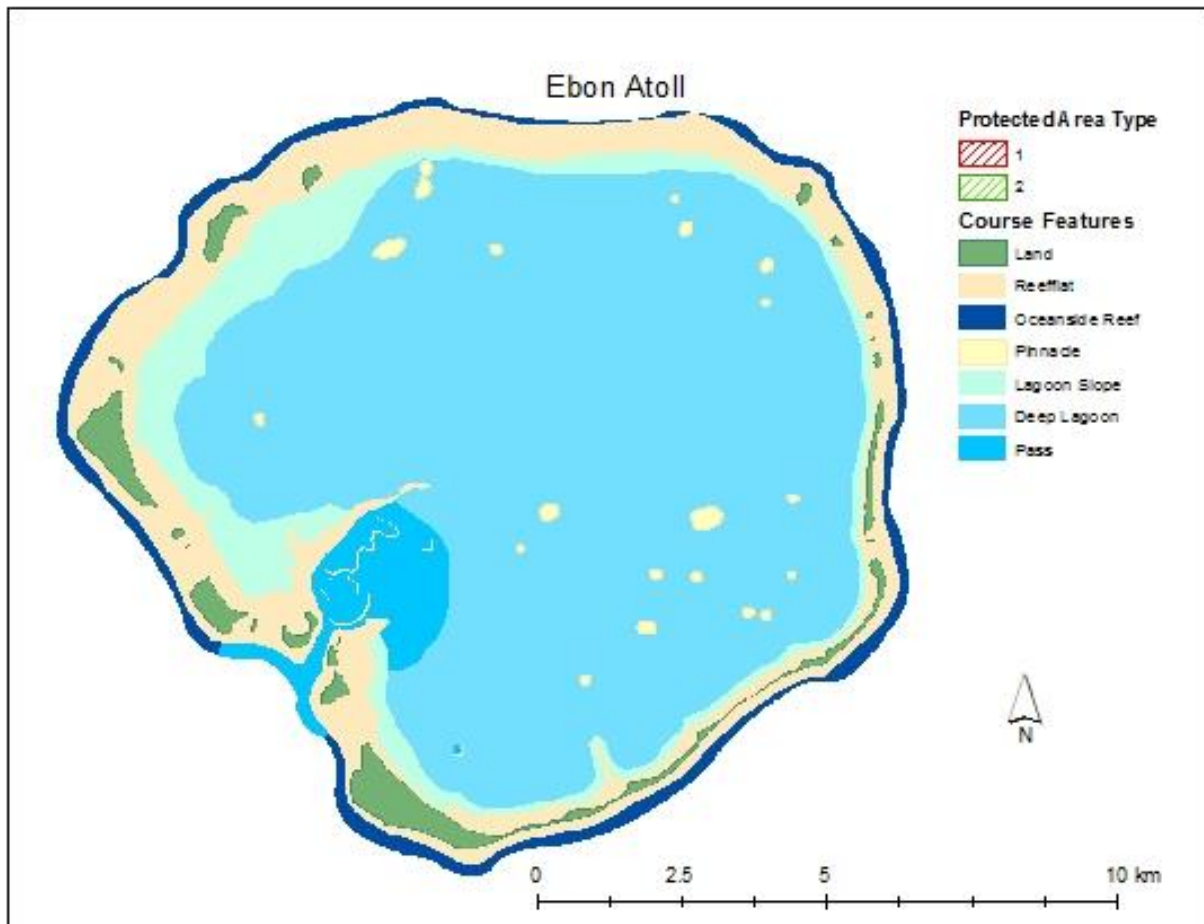 Ebon Atoll
Protected Area Type
1
2
Course Features
Land
Reefflat
Oceanside Reef
Pinnacle
Lagoon Slope
Deep Lagoon
Pass
N
0 2.5 5 10 km